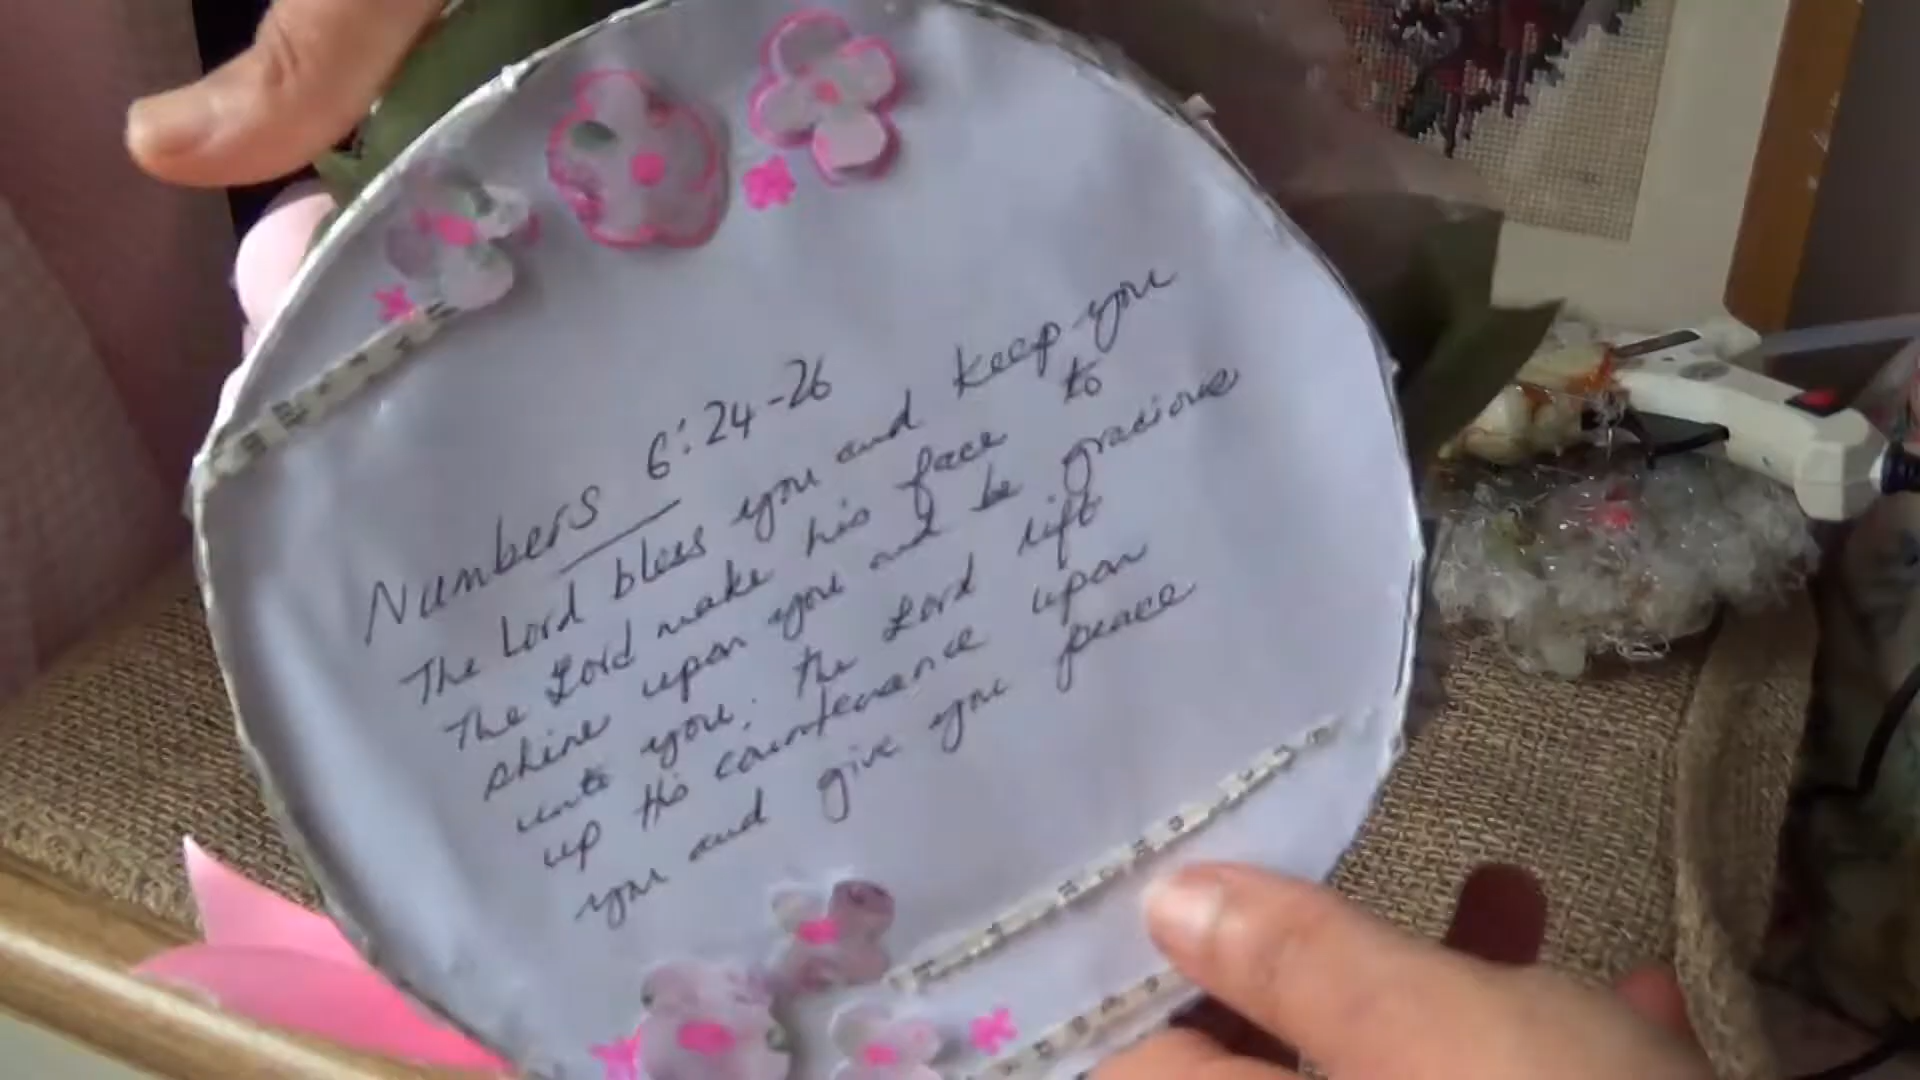 Numbers 6:24-26
The Lord bless you and keep you
The Lord make his face to
shine upon you and be gracious
unto you; the Lord lift
up his countenance upon
you and give you peace